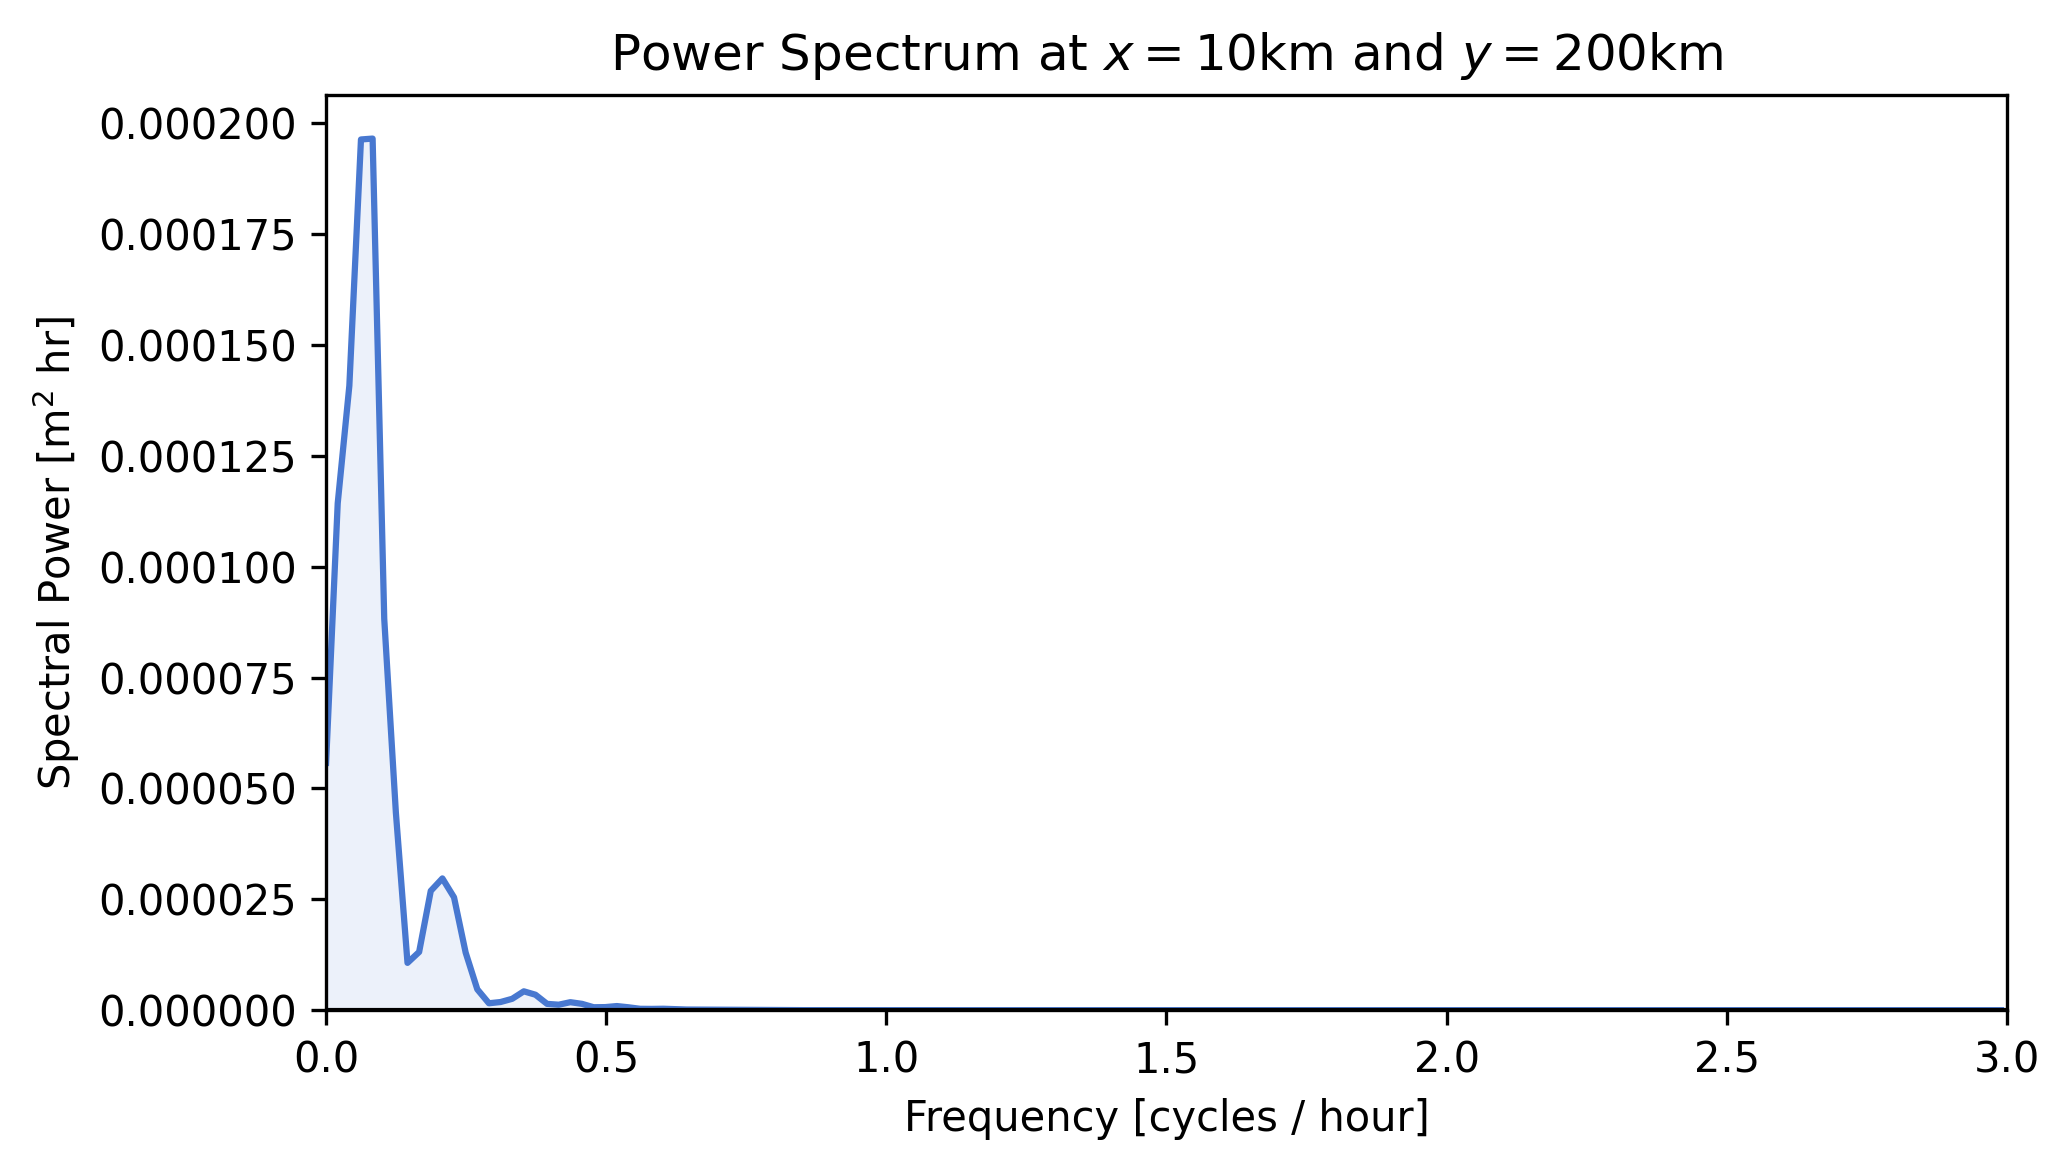 Power Spectrum at x = 10km and y = 200km
Spectral Power [m² hr]
0.000200
0.000175
0.000150
0.000125
0.000100
0.000075
0.000050
0.000025
0.000000
0.0 0.5 1.0 1.5 2.0 2.5 3.0
Frequency [cycles / hour]